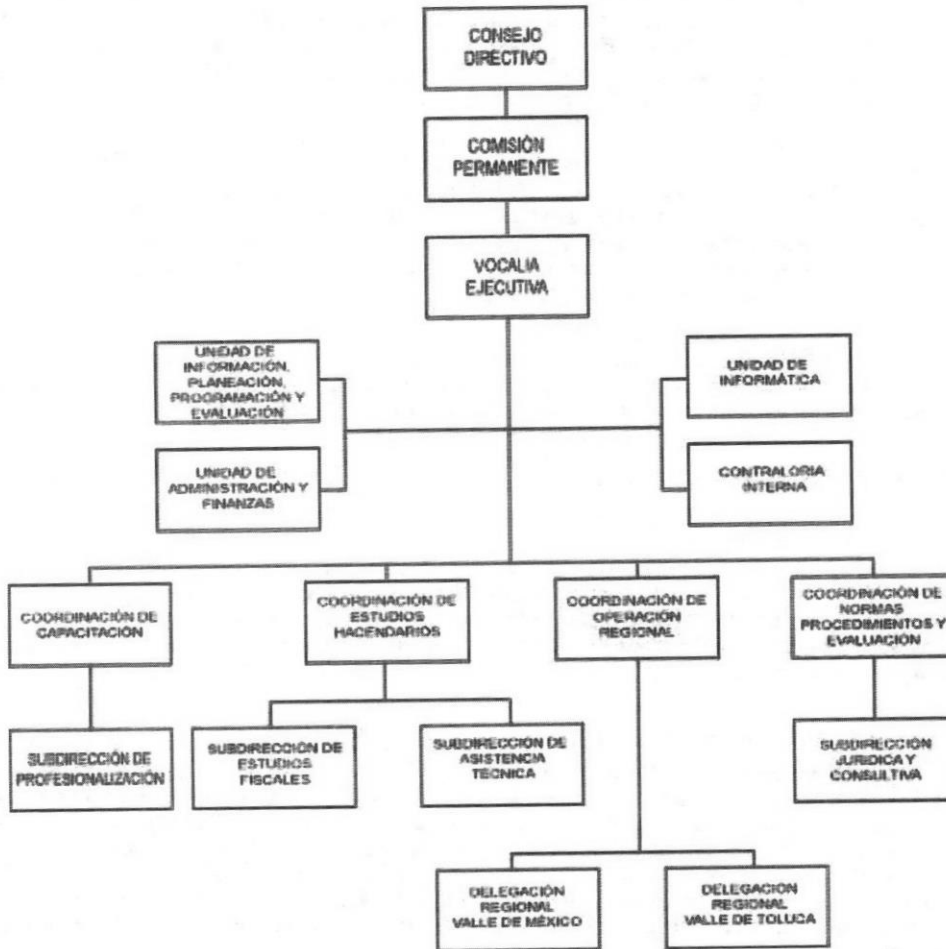 CONSEJO
DIRECTIVO
COMISIÓN
PERMANENTE
VOCALIA
EJECUTIVA
UNIDAD DE
INFORMACIÓN,
PLANEACIÓN,
PROGRAMACIÓN Y
EVALUACIÓN
UNIDAD DE
INFORMÁTICA
UNIDAD DE
ADMINISTRACIÓN Y
FINANZAS
CONTRALORIA
INTERNA
COORDINACIÓN DE
CAPACITACIÓN
COORDINACIÓN DE
ESTUDIOS
HACENDARIOS
COORDINACIÓN DE
OPERACIÓN
REGIONAL
COORDINACIÓN DE
NORMAS
PROCEDIMIENTOS Y
EVALUACIÓN
SUBDIRECCIÓN DE
PROFESIONALIZACIÓN
SUBDIRECCIÓN DE
ESTUDIOS
FISCALES
SUBDIRECCIÓN DE
ASISTENCIA
TECNICA
SUBDIRECCIÓN
JURIDICA Y
CONSULTIVA
DELEGACIÓN
REGIONAL
VALLE DE MÉXICO
DELEGACION
REGIONAL
VALLE DE TOLUCA